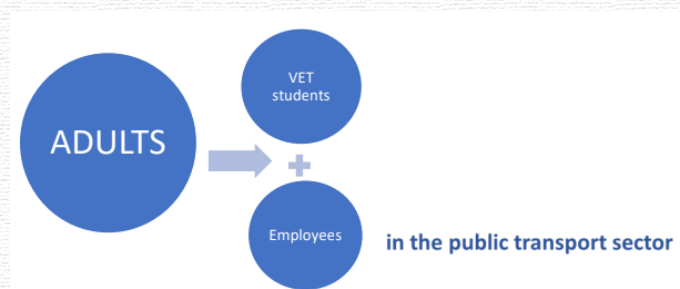 ADULTS
VET
students
Employees
in the public transport sector